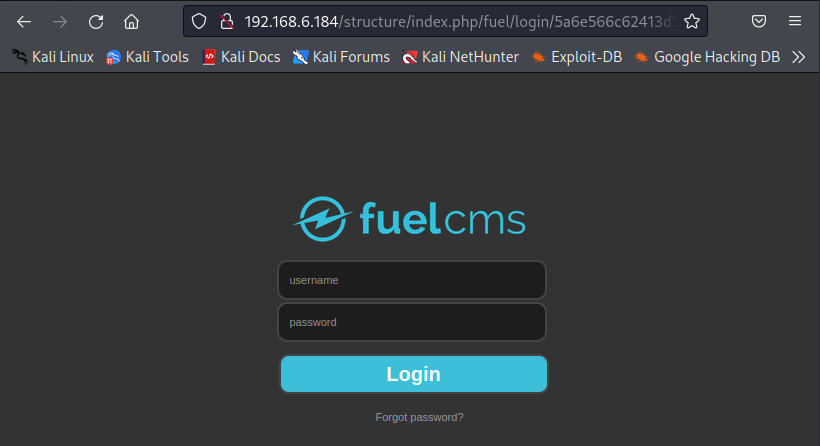 192.168.6.184/structure/index.php/fuel/login/5a6e566c62413d3
Kali Linux Kali Tools Kali Docs Kali Forums Kali NetHunter Exploit-DB Google Hacking DB
fuelcms
username
password
Login
Forgot password?